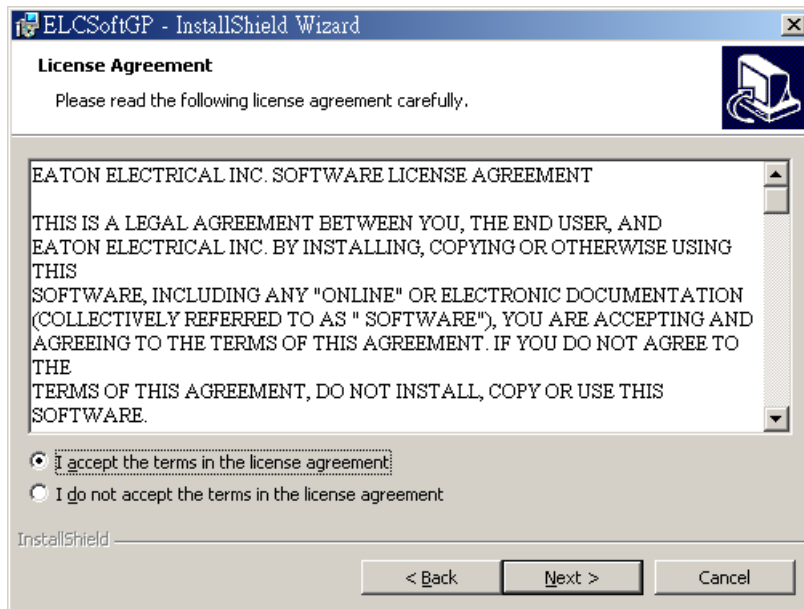 ELCSoftGP - InstallShield Wizard
License Agreement
Please read the following license agreement carefully.
EATON ELECTRICAL INC. SOFTWARE LICENSE AGREEMENT
THIS IS A LEGAL AGREEMENT BETWEEN YOU, THE END USER, AND
EATON ELECTRICAL INC. BY INSTALLING, COPYING OR OTHERWISE USING
THIS
SOFTWARE, INCLUDING ANY "ONLINE" OR ELECTRONIC DOCUMENTATION
(COLLECTIVELY REFERRED TO AS " SOFTWARE"), YOU ARE ACCEPTING AND
AGREEING TO THE TERMS OF THIS AGREEMENT. IF YOU DO NOT AGREE TO
THE
TERMS OF THIS AGREEMENT, DO NOT INSTALL, COPY OR USE THIS
SOFTWARE.
I accept the terms in the license agreement
I do not accept the terms in the license agreement
InstallShield
< Back
Next >
Cancel